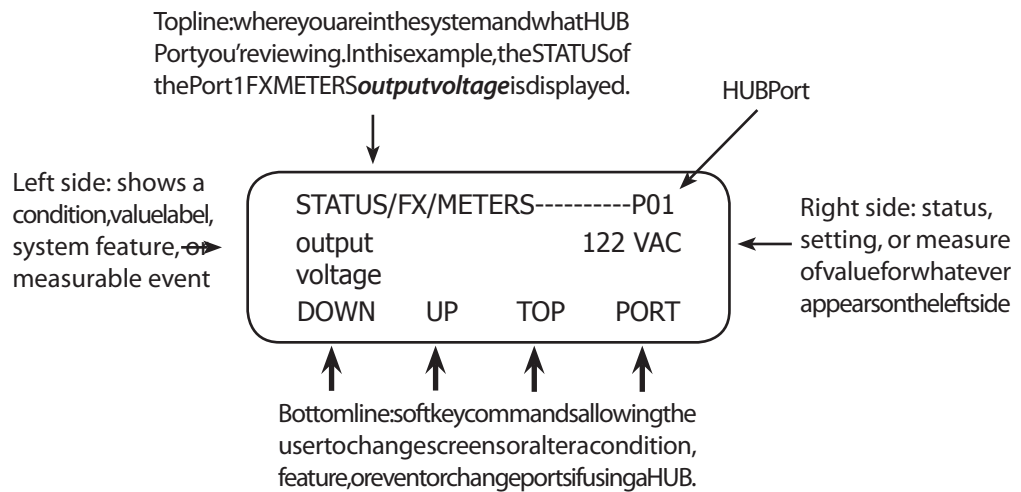 Topline:whereyouareinthesystemandwhatHUB
Portyou'reviewing.Inthisexample,theSTATUSof
thePort1FXMETERSoutputvoltageisdisplayed.
HUBPort
Left side: shows a
condition,valuelabel,
system feature, or
measurable event
STATUS/FX/METERS----------P01
output 122 VAC
voltage
DOWN UP TOP PORT
Right side: status,
setting, or measure
ofvalueforwhatever
appearsontheleftside
Bottomline:softkeycommandsallowingthe
usertochangescreensoralteracondition,
feature,oreventorchangeportsifusingaHUB.